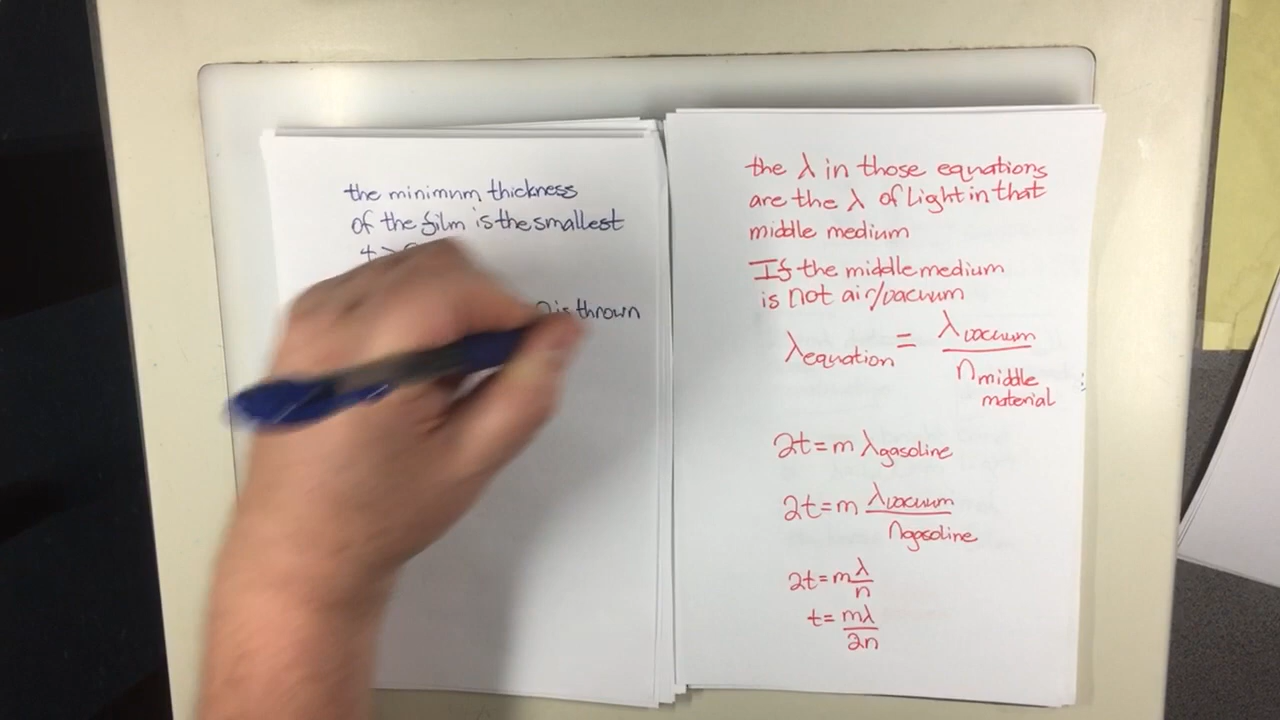 the minimum thickness
of the film is the smallest
t >
is thrown
the λ in those equations
are the λ of light in that
middle medium
If the middle medium
is not air/vacuum
λequation = λvacuum / nmiddle material
2t = m λgasoline
2t = m λvacuum / ngasoline
2t = m λ / n
t = mλ / 2n